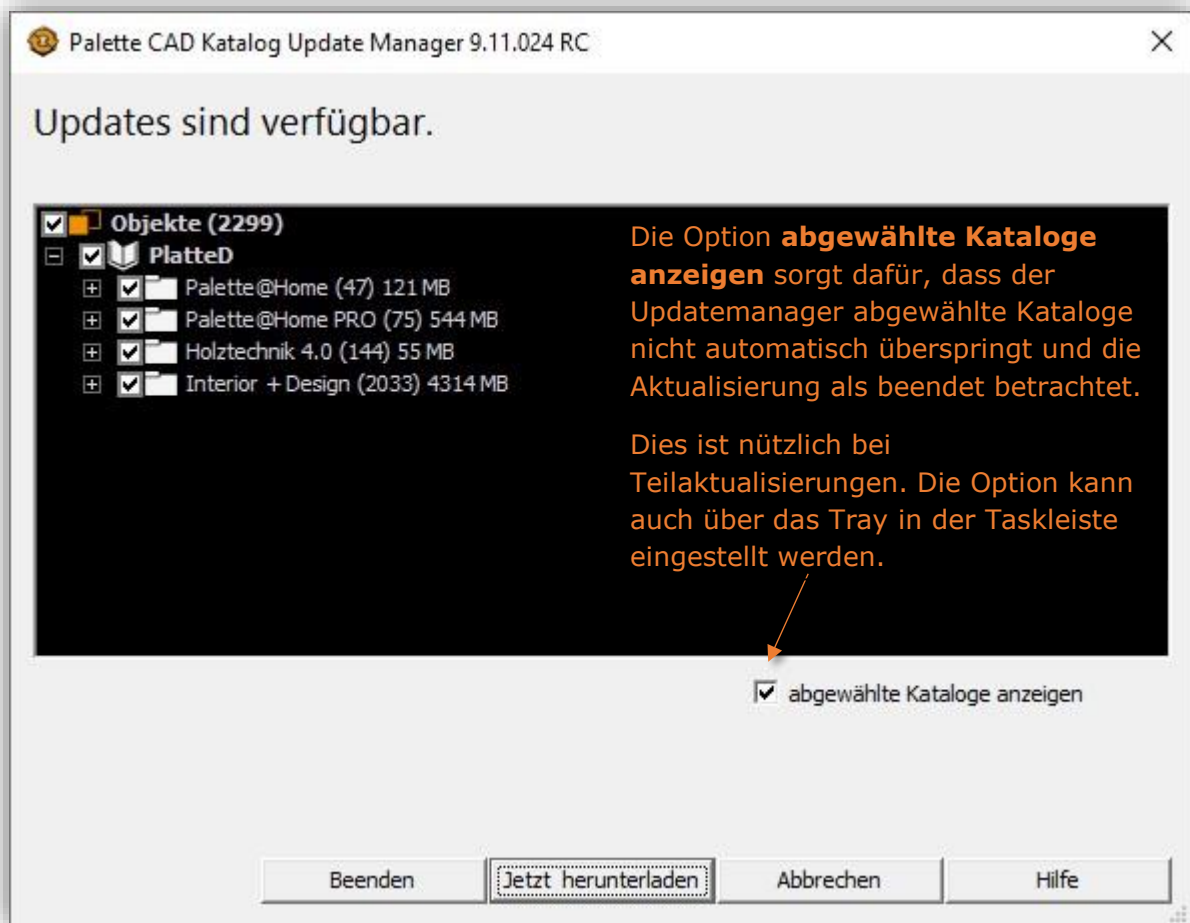 Palette CAD Katalog Update Manager 9.11.024 RC
Updates sind verfügbar.
Objekte (2299)
PlatteD
Palette@Home (47) 121 MB
Palette@Home PRO (75) 544 MB
Holztechnik 4.0 (144) 55 MB
Interior + Design (2033) 4314 MB
Die Option abgewählte Kataloge
anzeigen sorgt dafür, dass der
Updatemanager abgewählte Kataloge
nicht automatisch überspringt und die
Aktualisierung als beendet betrachtet.
Dies ist nützlich bei
Teilaktualisierungen. Die Option kann
auch über das Tray in der Taskleiste
eingestellt werden.
abgewählte Kataloge anzeigen
Beenden
Jetzt herunterladen
Abbrechen
Hilfe